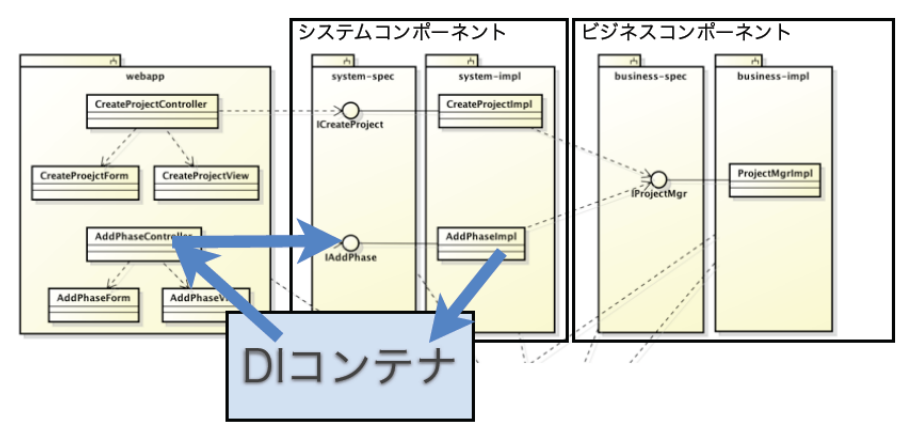 システムコンポーネント
ビジネスコンポーネント
webapp
system-spec
system-impl
business-spec
business-impl
CreateProjectController
CreateProjectImpl
ICreateProject
CreateProejctForm
CreateProjectView
ProjectMgrImpl
IProjectMgr
AddPhaseController
AddPhaseImpl
IAddPhase
AddPhaseForm
AddPhaseView
DIコンテナ